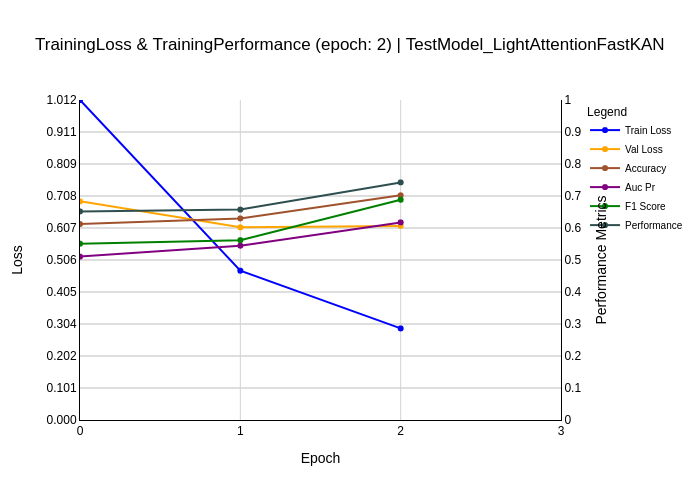 TrainingLoss & TrainingPerformance (epoch: 2) | TestModel_LightAttentionFastKAN
1.012
0.911
0.809
0.708
0.607
0.506
0.405
0.304
0.202
0.101
0.000
Loss
0
1
2
3
Epoch
1
0.9
0.8
0.7
0.6
0.5
0.4
0.3
0.2
0.1
0
Performance Metrics
Legend
Train Loss
Val Loss
Accuracy
Auc Pr
F1 Score
Performance